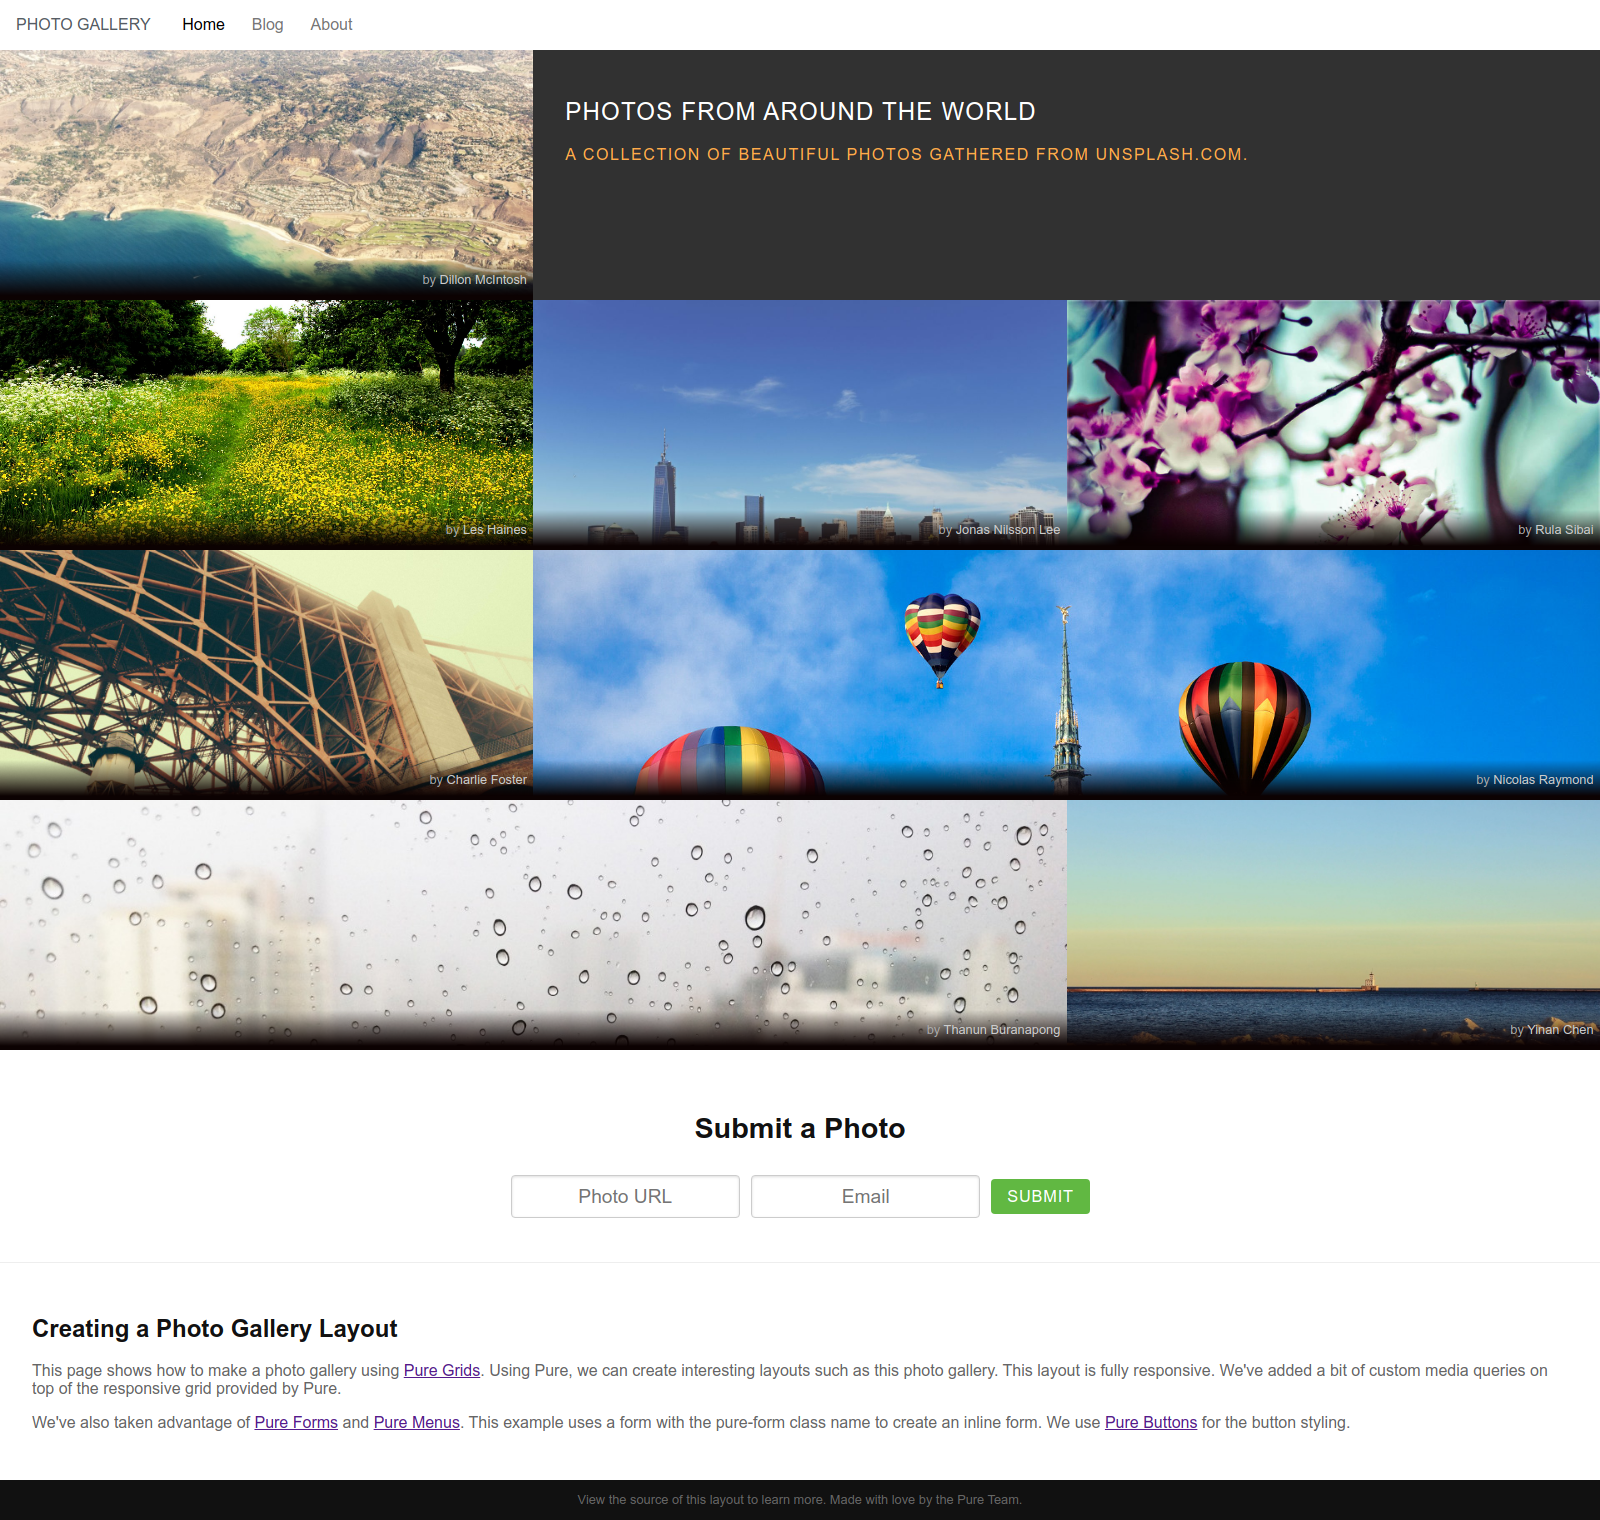 PHOTO GALLERY Home Blog About
PHOTOS FROM AROUND THE WORLD
A COLLECTION OF BEAUTIFUL PHOTOS GATHERED FROM UNSPLASH.COM.
by Dillon McIntosh
by Les Haines
by Jonas Nilsson Lee
by Rula Sibai
by Charlie Foster
by Nicolas Raymond
by Thanun Buranapong
by Yinan Chen
Submit a Photo
Photo URL Email SUBMIT
Creating a Photo Gallery Layout
This page shows how to make a photo gallery using Pure Grids. Using Pure, we can create interesting layouts such as this photo gallery. This layout is fully responsive. We've added a bit of custom media queries on
top of the responsive grid provided by Pure.
We've also taken advantage of Pure Forms and Pure Menus. This example uses a form with the pure-form class name to create an inline form. We use Pure Buttons for the button styling.
View the source of this layout to learn more. Made with love by the Pure Team.